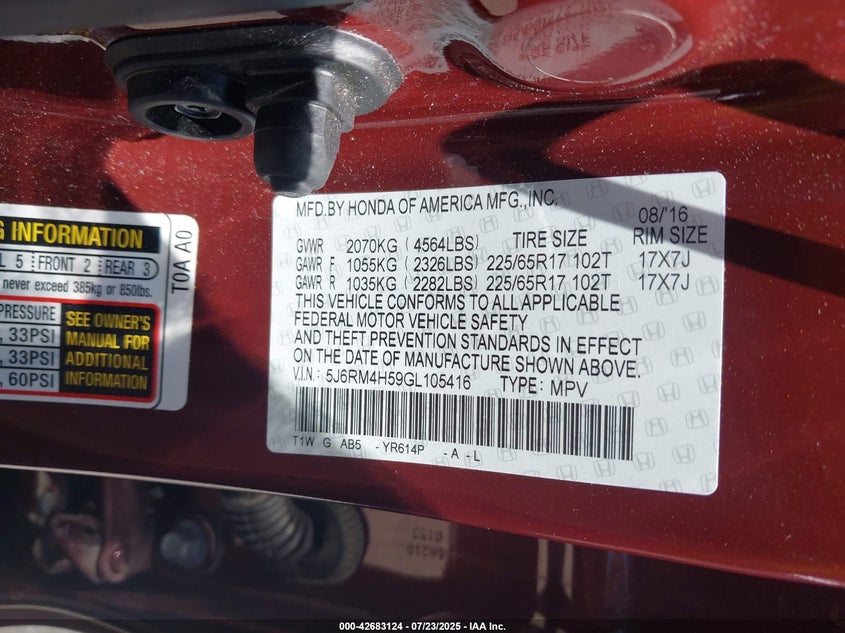 G INFORMATION
L 5 FRONT 2 REAR 3
never exceed 385kg or 850lbs.
PRESSURE
, 33PSI
, 33PSI
, 60PSI
SEE OWNER'S
MANUAL FOR
ADDITIONAL
INFORMATION
T0A A0
MFD.BY HONDA OF AMERICA MFG.,INC. 08/'16
GVWR 2070KG (4564LBS) TIRE SIZE RIM SIZE
GAWR F 1055KG (2326LBS) 225/65R17 102T 17X7J
GAWR R 1035KG (2282LBS) 225/65R17 102T 17X7J
THIS VEHICLE CONFORMS TO ALL APPLICABLE
FEDERAL MOTOR VEHICLE SAFETY
AND THEFT PREVENTION STANDARDS IN EFFECT
ON THE DATE OF MANUFACTURE SHOWN ABOVE.
V.I.N: 5J6RM4H59GL105416 TYPE: MPV
T1W G AB5 - YR614P - A - L
000-42683124 / 07/23/2025 / IAA Inc.